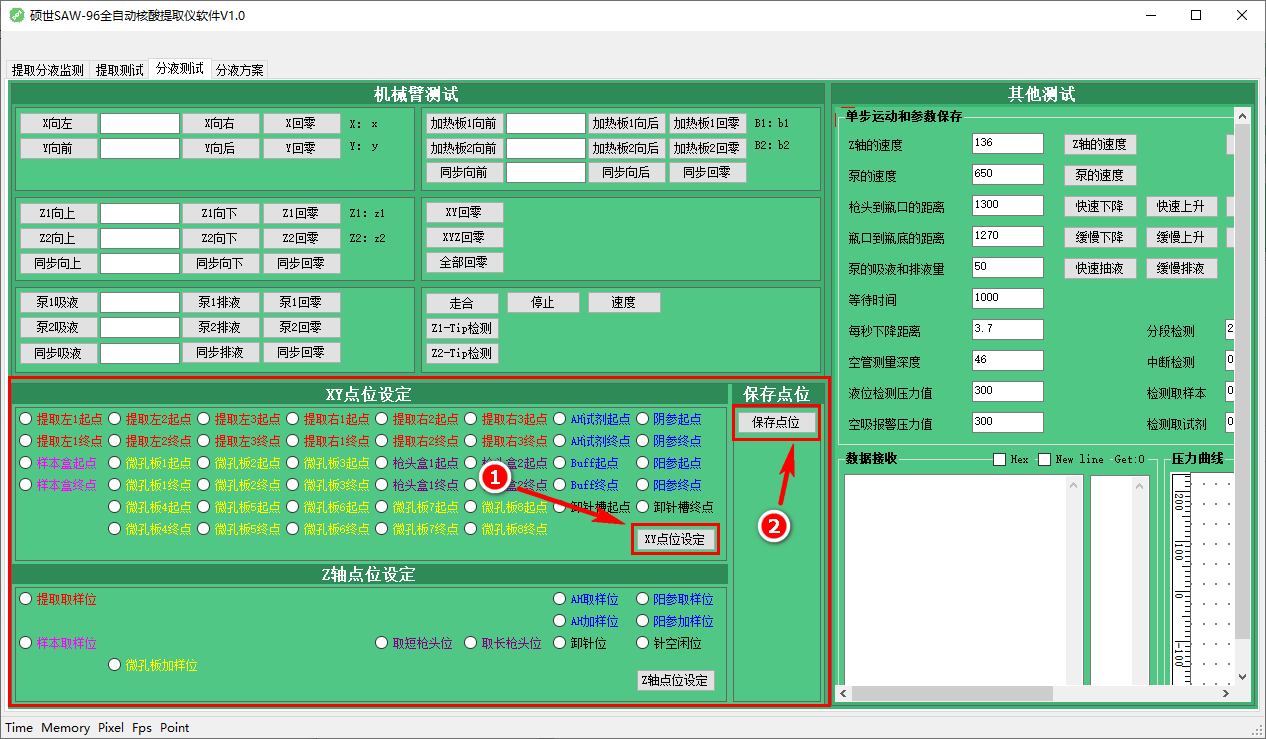 硕世SAW-96全自动核酸提取仪软件V1.0
提取分液监测 提取测试 分液测试 分液方案
机械臂测试
X向左 X向右 X回零 X: x
Y向前 Y向后 Y回零 Y: y
加热板1向前 加热板1向后 加热板1回零 B1: b1
加热板2向前 加热板2向后 加热板2回零 B2: b2
同步向前 同步向后 同步回零
Z1向上 Z1向下 Z1回零 Z1: z1
Z2向上 Z2向下 Z2回零 Z2: z2
同步向上 同步向下 同步回零
XY回零
XYZ回零
全部回零
泵1吸液 泵1排液 泵1回零
泵2吸液 泵2排液 泵2回零
同步吸液 同步排液 同步回零
走合 停止 速度
Z1-Tip检测
Z2-Tip检测
XY点位设定
提取左1起点 提取左2起点 提取左3起点 提取右1起点 提取右2起点 提取右3起点 AH试剂起点 阴参起点
提取左1终点 提取左2终点 提取左3终点 提取右1终点 提取右2终点 提取右3终点 AH试剂终点 阴参终点
样本盒起点 微孔板1起点 微孔板2起点 微孔板3起点 枪头盒1起点 枪头盒2起点 Buff起点 阳参起点
样本盒终点 微孔板1终点 微孔板2终点 微孔板3终点 枪头盒1终点 盒2终点 Buff终点 阳参终点
微孔板4起点 微孔板5起点 微孔板6起点 微孔板7起点 微孔板8起点 卸针槽起点 卸针槽终点
微孔板4终点 微孔板5终点 微孔板6终点 微孔板7终点 微孔板8终点
XY点位设定
1
保存点位
保存点位
2
Z轴点位设定
提取取样位 AH取样位 阳参取样位
AH加样位 阳参加样位
样本取样位 取短枪头位 取长枪头位 卸针位 针空闲位
微孔板加样位
Z轴点位设定
其他测试
单步运动和参数保存
Z轴的速度 136 Z轴的速度
泵的速度 650 泵的速度
枪头到瓶口的距离 1300 快速下降 快速上升
瓶口到瓶底的距离 1270 缓慢下降 缓慢上升
泵的吸液和排液量 50 快速抽液 缓慢排液
等待时间 1000
每秒下降距离 3.7 分段检测 2
空管测量深度 46 中断检测 0
液位检测压力值 300 检测取样本 0
空吸报警压力值 300 检测取试剂 0
数据接收 Hex New line Get:0
压力曲线
200
100
0
-100
Time Memory Pixel Fps Point